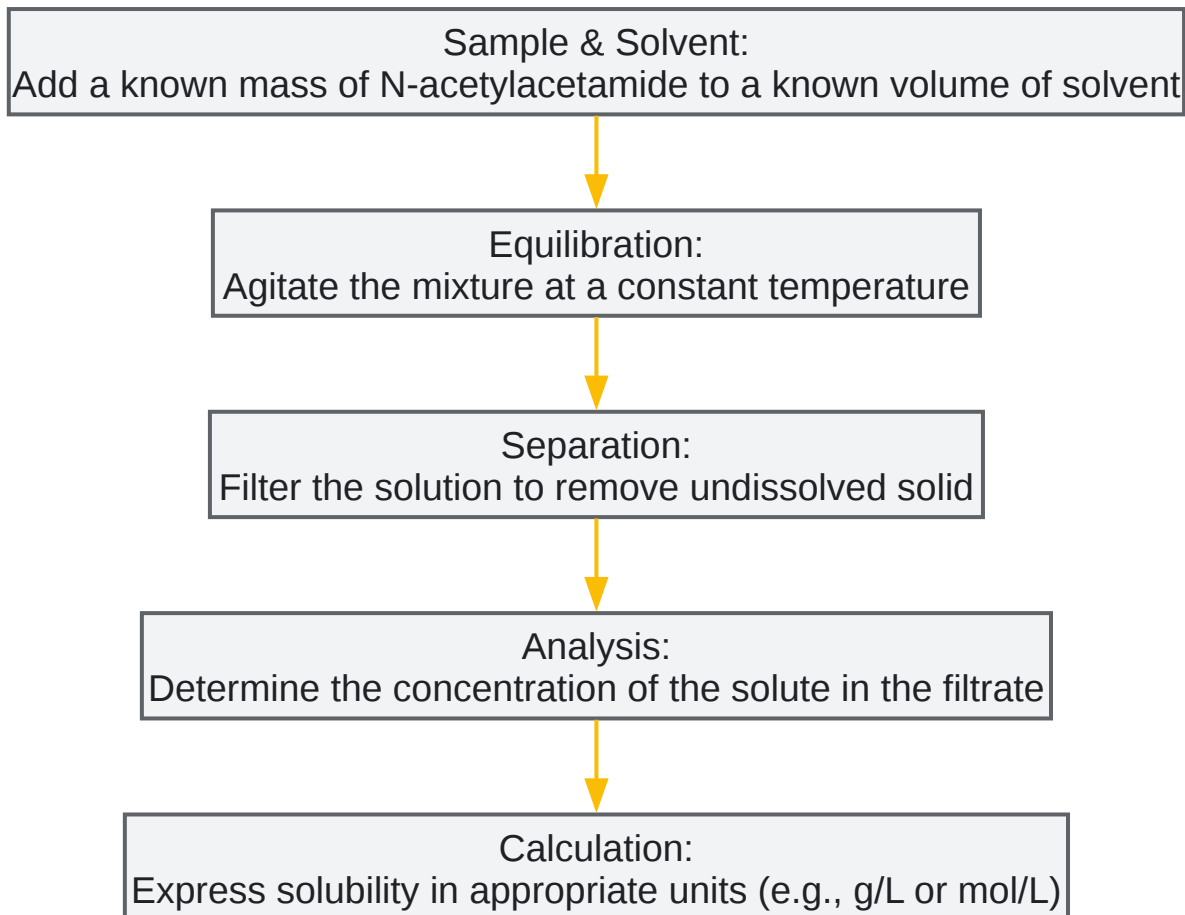 Sample & Solvent:
Add a known mass of N-acetylacetamide to a known volume of solvent
Equilibration:
Agitate the mixture at a constant temperature
Separation:
Filter the solution to remove undissolved solid
Analysis:
Determine the concentration of the solute in the filtrate
Calculation:
Express solubility in appropriate units (e.g., g/L or mol/L)